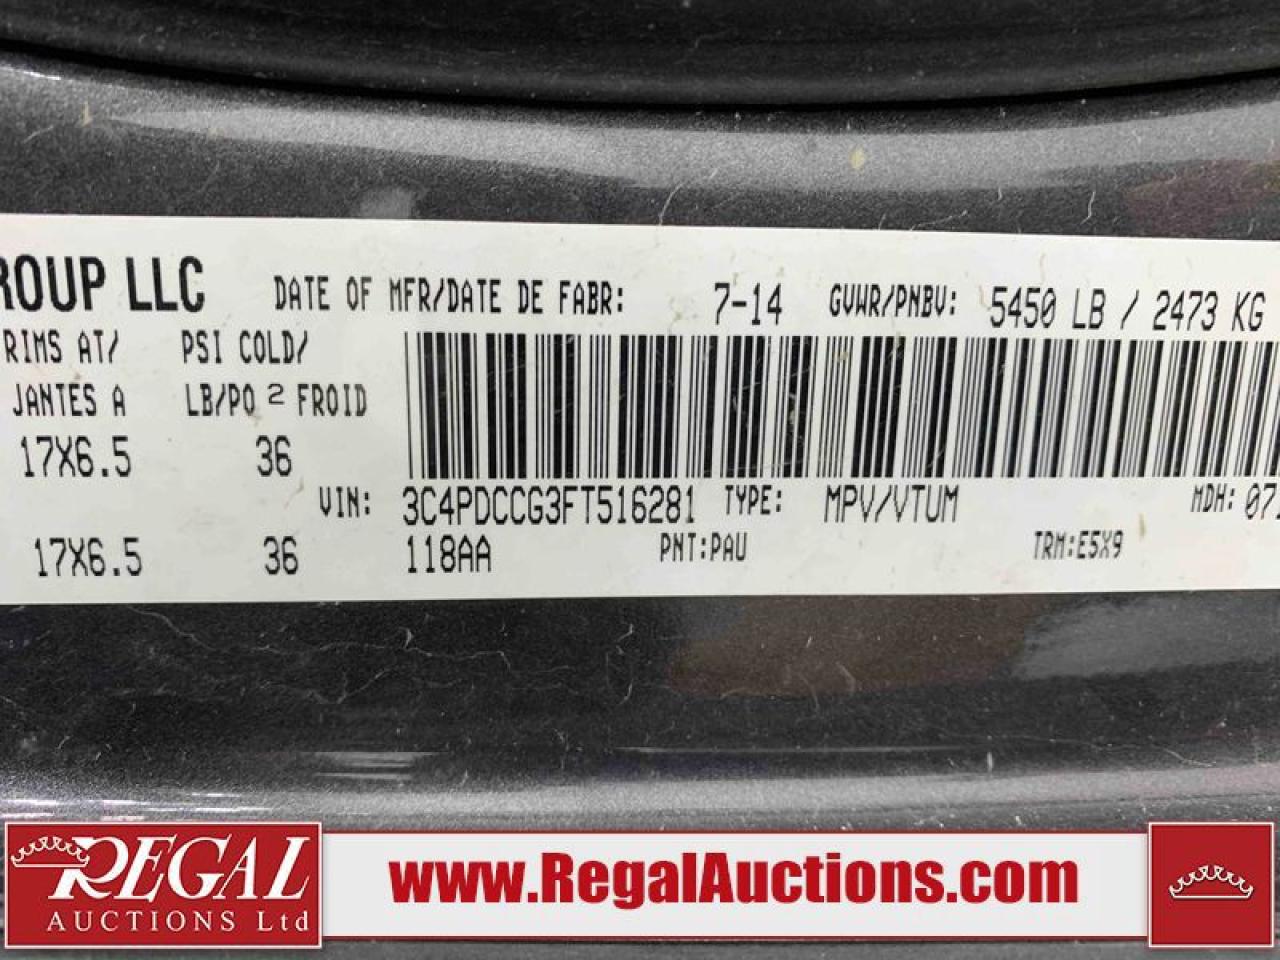 ROUP LLC DATE OF MFR/DATE DE FABR: 7-14 GVWR/PNBV: 5450 LB / 2473 KG
RIMS AT/ PSI COLD/
JANTES A LB/PO 2 FROID
17X6.5 36
VIN: 3C4PDCCG3FT516281 TYPE: MPV/VTUM MDH: 071
17X6.5 36 118AA PNT:PAU TRM:E5X9
REGAL
AUCTIONS Ltd
www.RegalAuctions.com